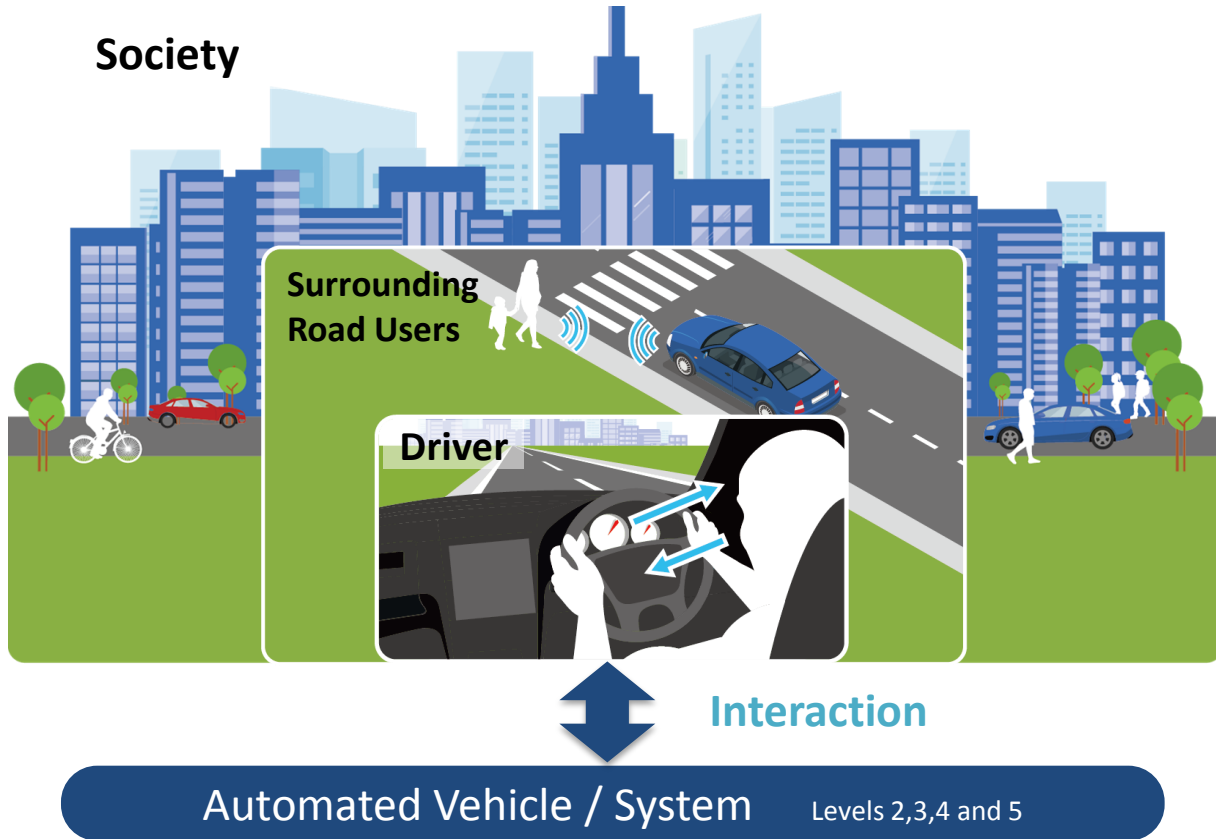 Society
Surrounding
Road Users
Driver
Interaction
Automated Vehicle / System Levels 2,3,4 and 5